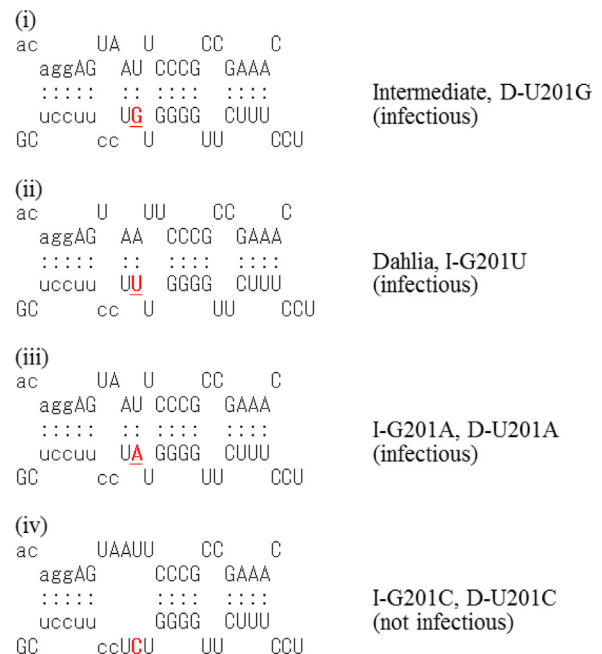 (i)
ac UA U CC C
aggAG AU CCCG GAAA
::::: :: :::: ::::
uccuu UG GGGG CUUU
GC cc U UU CCU
Intermediate, D-U201G
(infectious)
(ii)
ac U UU CC C
aggAG AA CCCG GAAA
::::: :: :::: ::::
uccuu UU GGGG CUUU
GC cc U UU CCU
Dahlia, I-G201U
(infectious)
(iii)
ac UA U CC C
aggAG AU CCCG GAAA
::::: :: :::: ::::
uccuu UA GGGG CUUU
GC cc U UU CCU
I-G201A, D-U201A
(infectious)
(iv)
ac UAAUU CC C
aggAG CCCG GAAA
::::: :::: ::::
uccuu GGGG CUUU
GC ccUCU UU CCU
I-G201C, D-U201C
(not infectious)